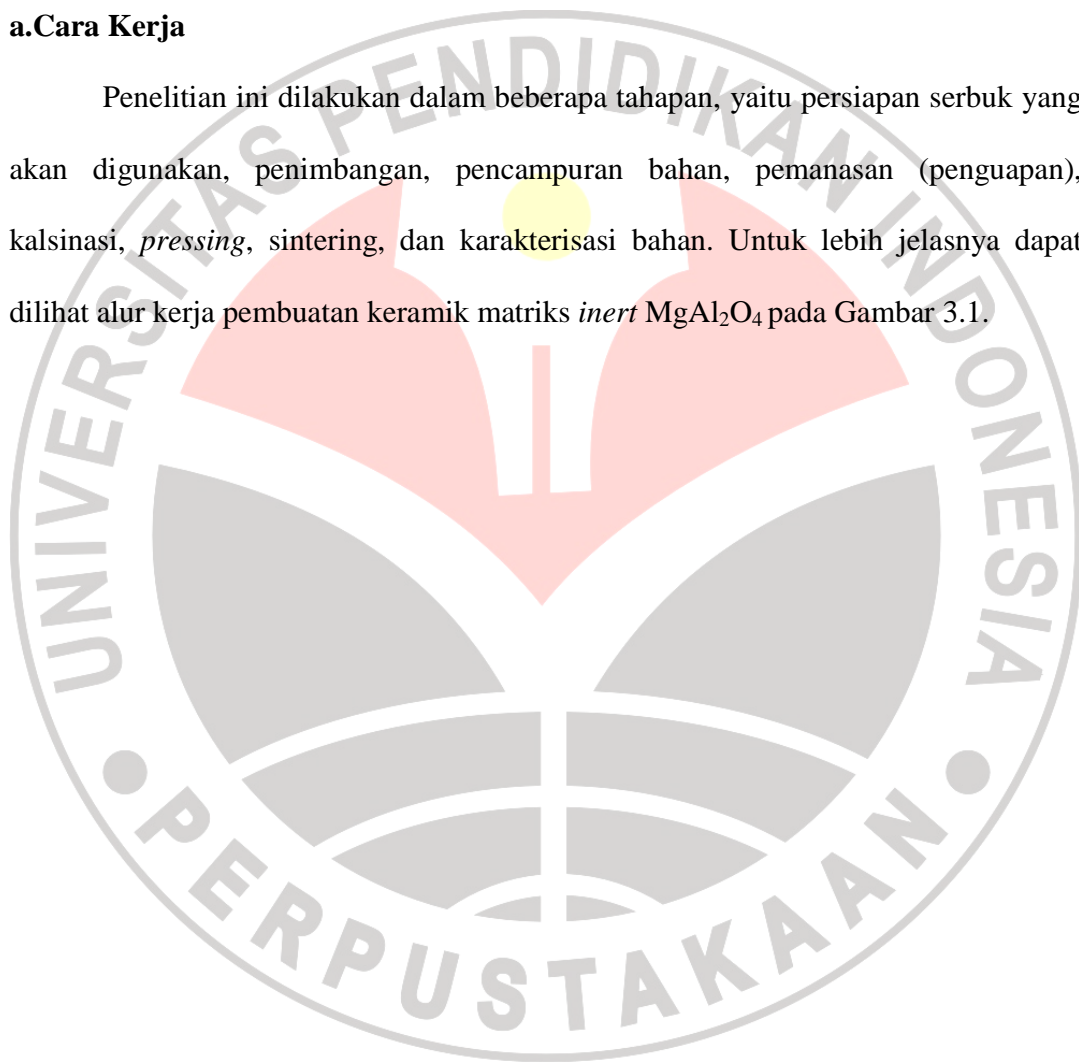 a.Cara Kerja
Penelitian ini dilakukan dalam beberapa tahapan, yaitu persiapan serbuk yang
akan digunakan, penimbangan, pencampuran bahan, pemanasan (penguapan),
kalsinasi, pressing, sintering, dan karakterisasi bahan. Untuk lebih jelasnya dapat
dilihat alur kerja pembuatan keramik matriks inert MgAl₂O₄ pada Gambar 3.1.
UNIVERSITAS PENDIDIKAN INDONESIA
PERPUSTAKAAN